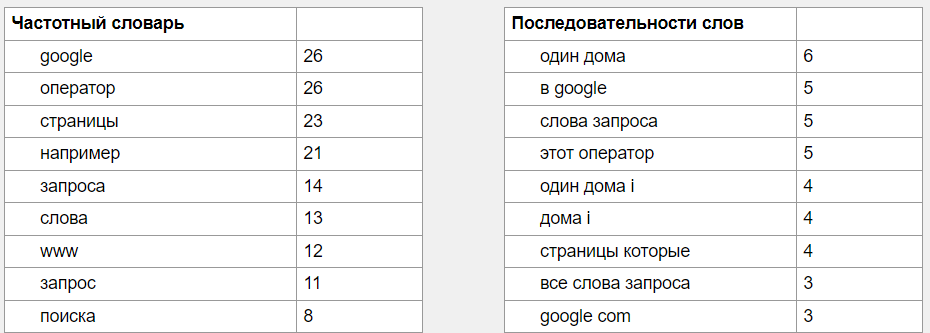 Частотный словарь
google 26
оператор 26
страницы 23
например 21
запроса 14
слова 13
www 12
запрос 11
поиска 8
Последовательности слов
один дома 6
в google 5
слова запроса 5
этот оператор 5
один дома i 4
дома i 4
страницы которые 4
все слова запроса 3
google com 3